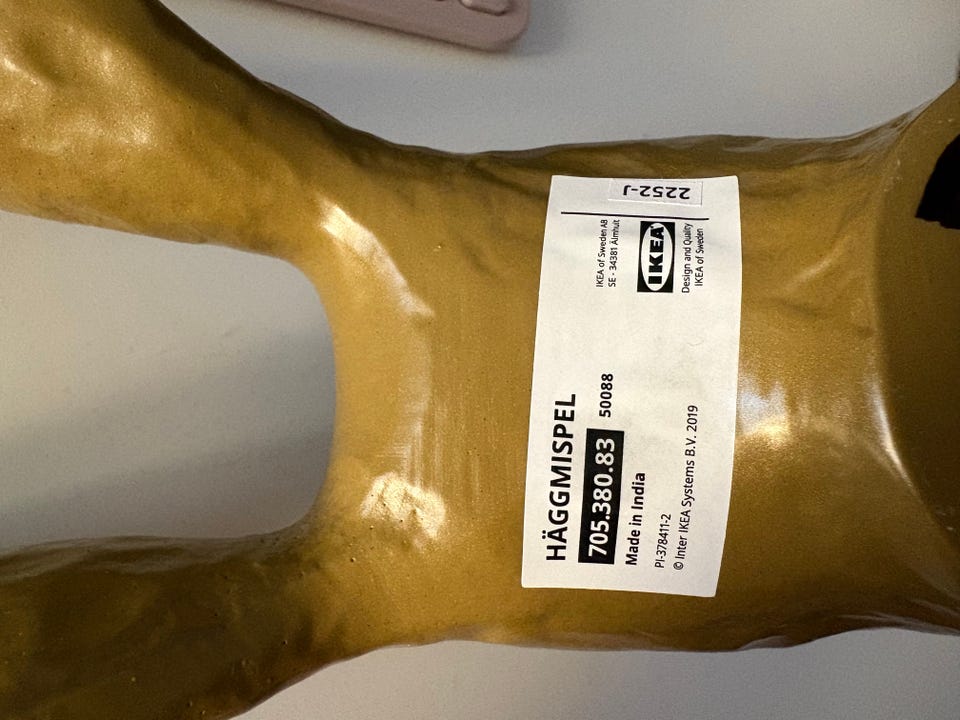 HÄGGMISPEL
705.380.83 50088
Made in India
PI-378411-2
© Inter IKEA Systems B.V. 2019
IKEA of Sweden AB
SE - 34381 Älmhult
IKEA
Design and Quality
IKEA of Sweden
2252-J